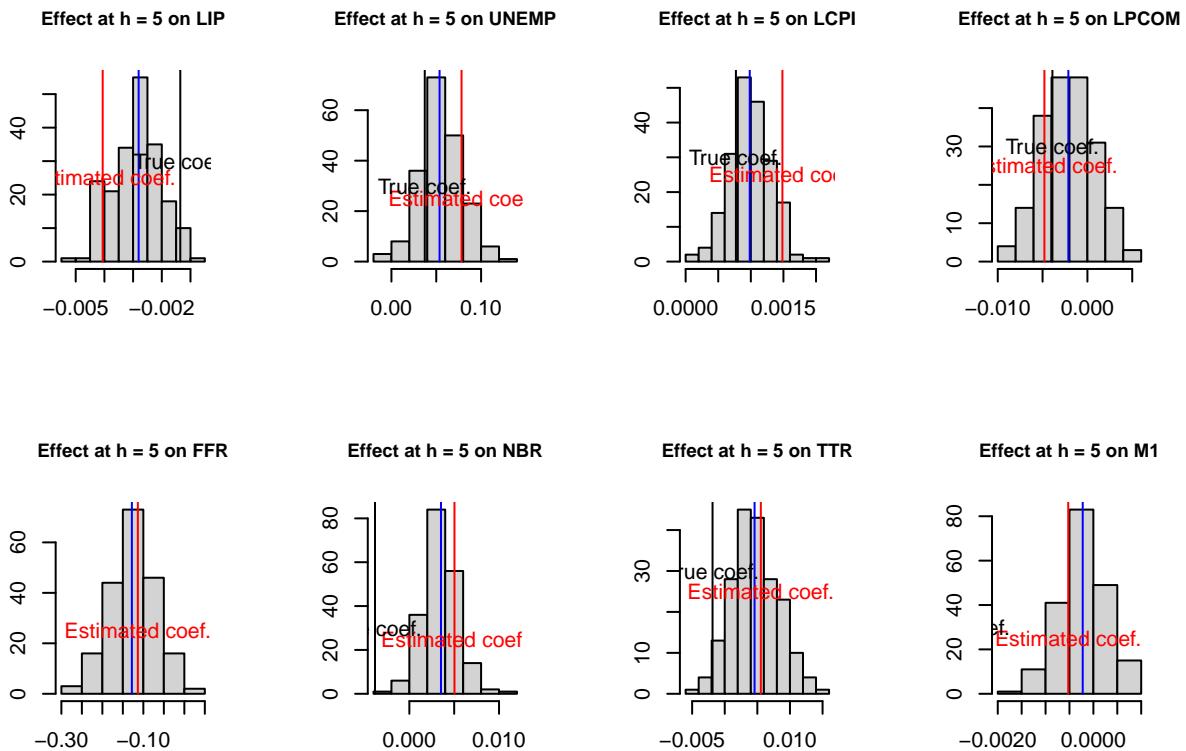 Effect at h = 5 on LIP
Effect at h = 5 on UNEMP
Effect at h = 5 on LCPI
Effect at h = 5 on LPCOM
0 20 40
True coe
timated coef.
−0.005 −0.002
0 20 40 60
True coef.
Estimated coe
0.00 0.10
0 20 40
True coef.
Estimated co
0.0000 0.0015
0 10 30
True coef.
stimated coef.
−0.010 0.000
Effect at h = 5 on FFR
Effect at h = 5 on NBR
Effect at h = 5 on TTR
Effect at h = 5 on M1
0 20 40 60
Estimated coef.
−0.30 −0.10
0 20 40 60 80
coef.
Estimated coef
0.000 0.010
0 10 30
rue coef.
Estimated coef.
−0.005 0.010
0 20 40 60 80
ef.
Estimated coef.
−0.0020 0.0000